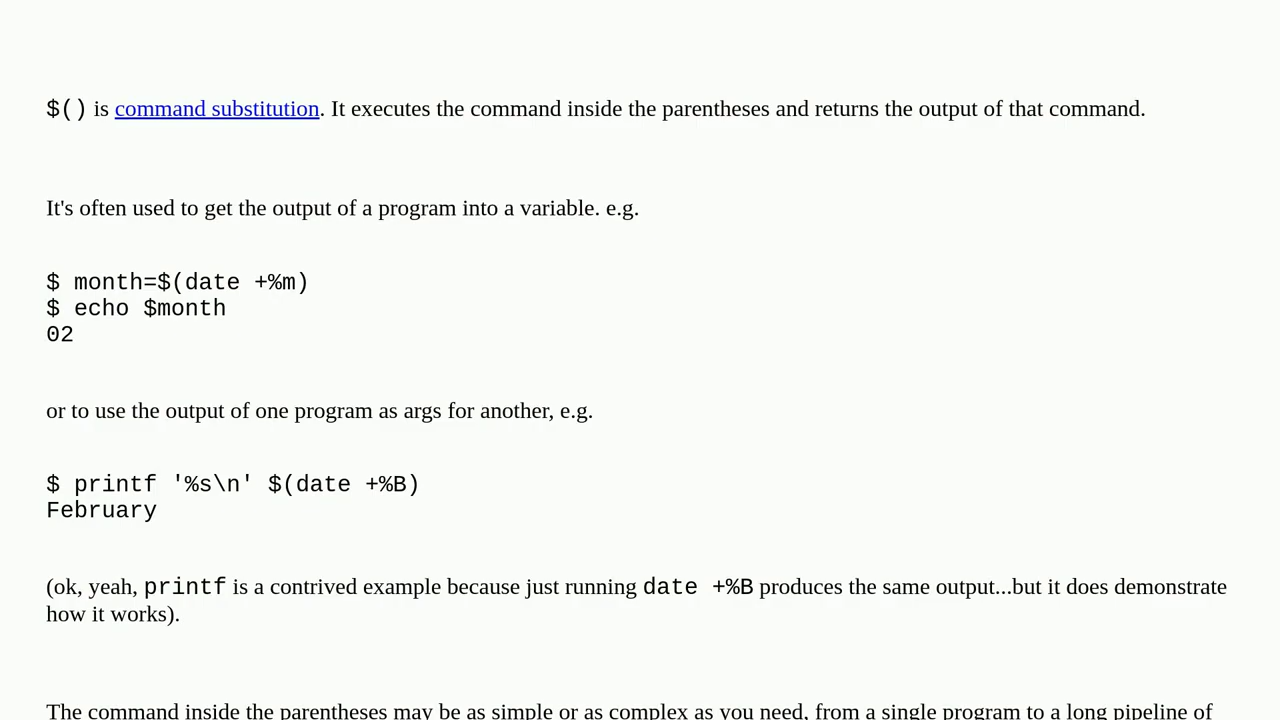 $() is command substitution. It executes the command inside the parentheses and returns the output of that command.
It's often used to get the output of a program into a variable. e.g.
$ month=$(date +%m)
$ echo $month
02
or to use the output of one program as args for another, e.g.
$ printf '%s\n' $(date +%B)
February
(ok, yeah, printf is a contrived example because just running date +%B produces the same output...but it does demonstrate
how it works).
The command inside the parentheses may be as simple or as complex as you need, from a single program to a long pipeline of